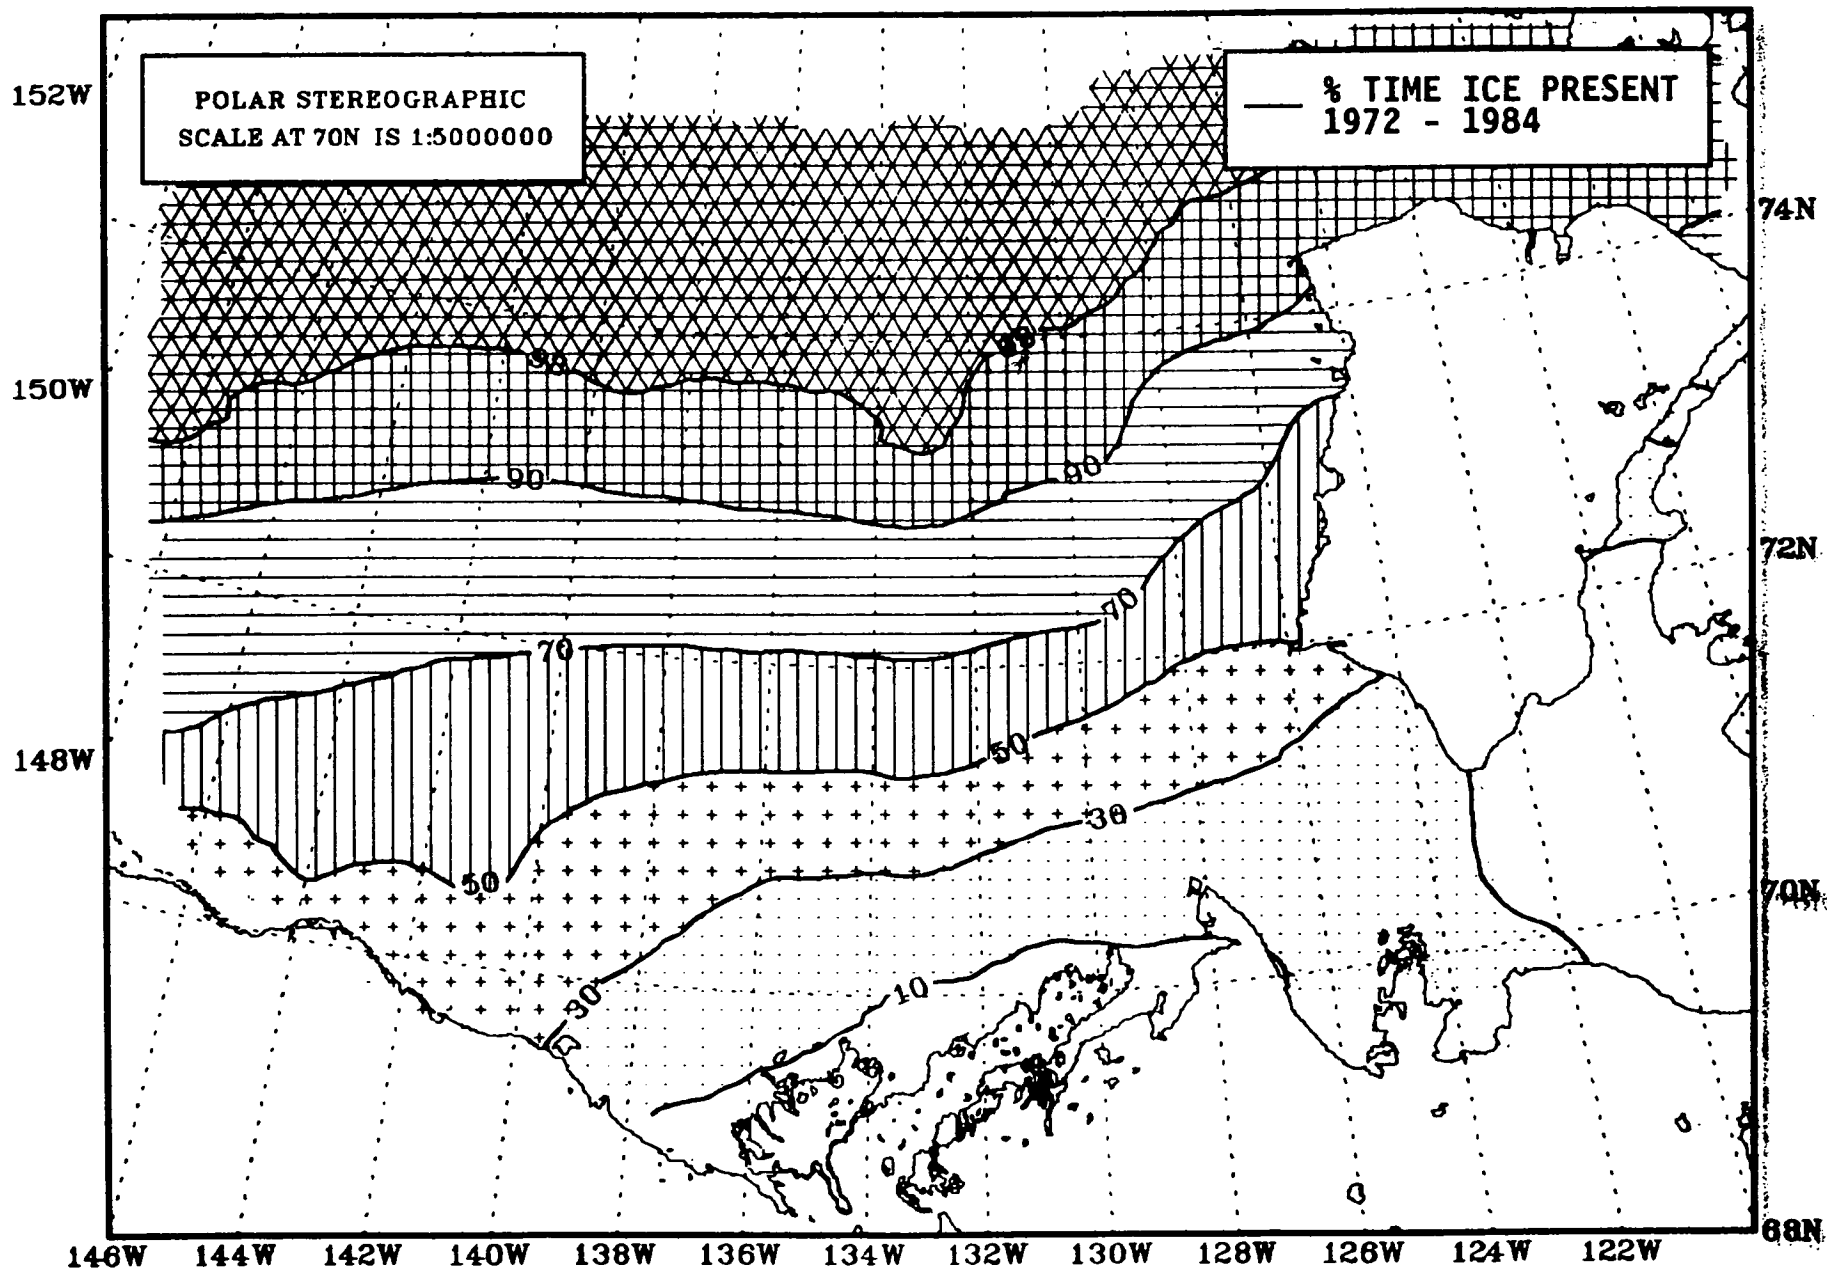 POLAR STEREOGRAPHIC
SCALE AT 70N IS 1:5000000
% TIME ICE PRESENT
1972 - 1984
152W
74N
98
150W
90
90
72N
70
70
148W
50
50
30
30
10
70N
68N
146W 144W 142W 140W 138W 136W 134W 132W 130W 128W 126W 124W 122W